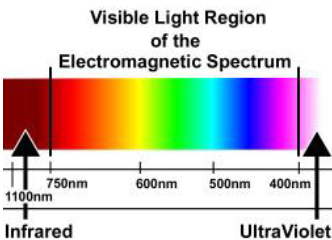 Visible Light Region
of the
Electromagnetic Spectrum
750nm 600nm 500nm 400nm
1100nm
Infrared UltraViolet